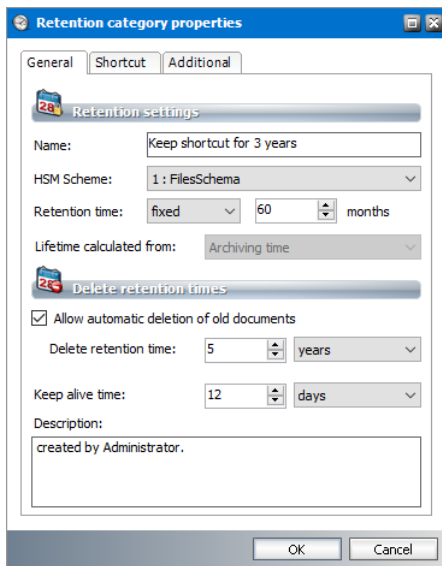 Retention category properties
General Shortcut Additional
28 Retention settings
Name: Keep shortcut for 3 years
HSM Scheme: 1 : FilesSchema
Retention time: fixed 60 months
Lifetime calculated from: Archiving time
28 Delete retention times
Allow automatic deletion of old documents
Delete retention time: 5 years
Keep alive time: 12 days
Description:
created by Administrator.
OK Cancel